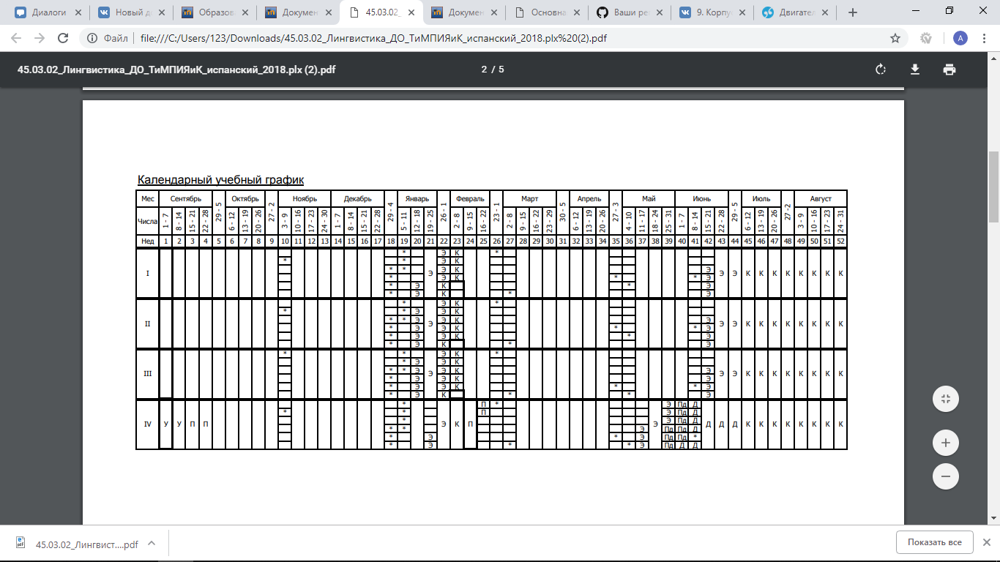 Диалоги
Новый д
Образов
Докумен
45.03.02_
Докумен
Основна
Ваши ре
9. Корпу
Двигател
Файл
file:///C:/Users/123/Downloads/45.03.02_Лингвистика_ДО_ТиМПИЯиК_испанский_2018.plx%20(2).pdf
A
45.03.02_Лингвистика_ДО_ТиМПИЯиК_испанский_2018.plx (2).pdf
2 / 5
Календарный учебный график
Мес Сентябрь 29 - 5 Октябрь 27 - 2 Ноябрь Декабрь 29 - 4 Январь 26 - 1 Февраль 23 - 1 Март 30 - 5 Апрель 27 - 3 Май Июнь 29 - 5 Июль 27 -2 Август
Числа 1 - 7 8 - 14 15 - 21 22 - 28 6 - 12 13 - 19 20 - 26 3 - 9 10 - 16 17 - 23 24 - 30 1 - 7 8 - 14 15 - 21 22 - 28 5 - 11 12 - 18 19 - 25 2 - 8 9 - 15 16 - 22 2 - 8 9 - 15 16 - 22 23 - 29 6 - 12 13 - 19 20 - 26 4 - 10 11 - 17 18 - 24 25 - 31 1 - 7 8 - 14 15 - 21 22 - 28 6 - 12 13 - 19 20 - 26 3 - 9 10 - 16 17 - 23 24 - 31
Нед 1 2 3 4 5 6 7 8 9 10 11 12 13 14 15 16 17 18 19 20 21 22 23 24 25 26 27 28 29 30 31 32 33 34 35 36 37 38 39 40 41 42 43 44 45 46 47 48 49 50 51 52
* Э К *
* * Э К
* * Э К Э
I Э Э Э К К К К К К К К
* Э К * * Э
* Э К * Э
* Э К * Э
* Э К *
* * Э Э К
* * Э Э К Э
II Э Э Э К К К К К К К К
* Э Э К * * Э
* Э Э К * Э
* Э К * Э
* * Э К *
* Э Э К
* * Э Э К Э
III Э Э Э К К К К К К К К
* Э Э К Э
* Э Э К * * Э
* Э К * * Э
* П * Э Пд Д
* * П Э Пд Д
* Э Пд Д
IV У У П П Э К П Э Д Д Д К К К К К К К К
* * Э Пд Пд Д
* Э * Э Пд Пд *
* Э * * Э Пд Д Д
45.03.02_Лингвист....pdf
Показать все